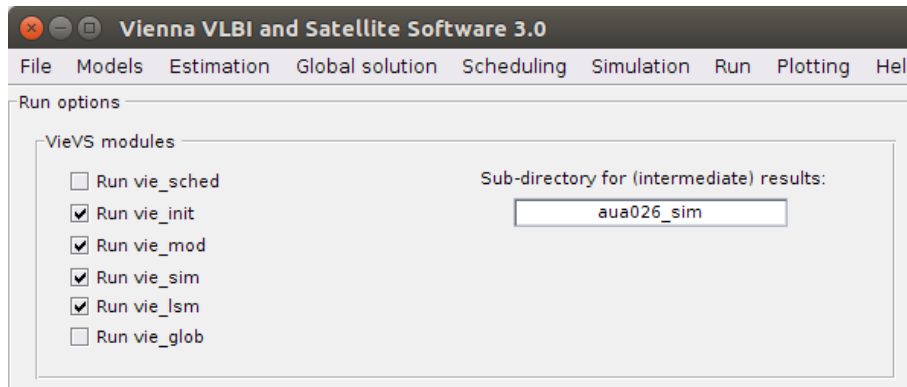 Vienna VLBI and Satellite Software 3.0
File Models Estimation Global solution Scheduling Simulation Run Plotting Hel
Run options
VieVS modules
Run vie_sched
Sub-directory for (intermediate) results:
Run vie_init
aua026_sim
Run vie_mod
Run vie_sim
Run vie_lsm
Run vie_glob